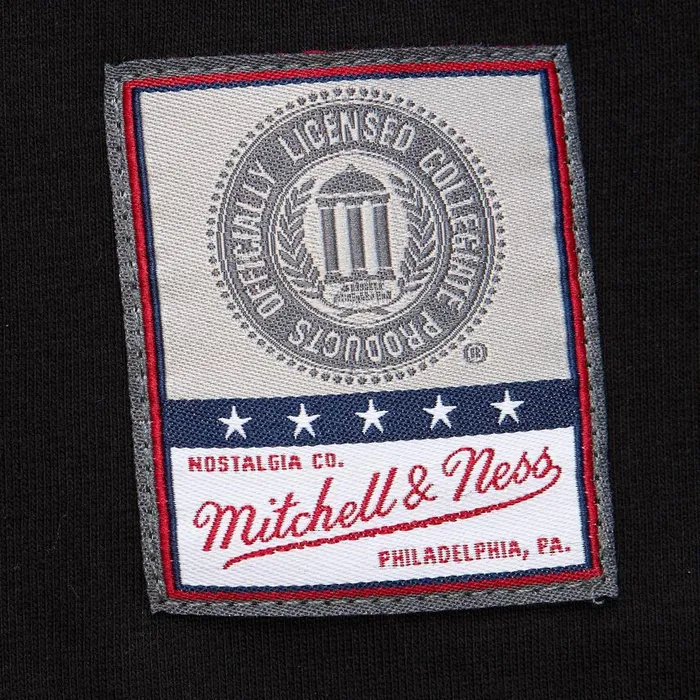 OFFICIALLY LICENSED COLLEGIATE PRODUCTS
NOSTALGIA CO.
Mitchell & Ness
PHILADELPHIA, PA.